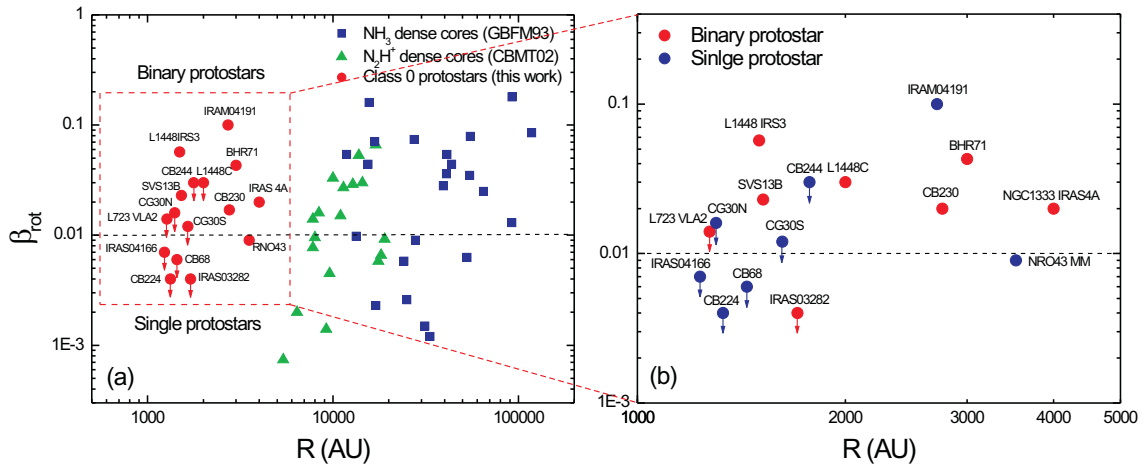 NH3 dense cores (GBFM93)
N2H+ dense cores (CBMT02)
Class 0 protostars (this work)
Binary protostars
IRAM04191
L1448IRS3
BHR71
CB244
L1448C
SVS13B
IRAS 4A
CG30N
CB230
L723 VLA2
CG30S
RNO43
IRAS04166
CB68
CB224
IRAS03282
Single protostars
(a)
1
0.1
0.01
1E-3
βrot
1000
10000
100000
R (AU)
Binary protostar
Sinlge protostar
IRAM04191
L1448 IRS3
BHR71
CB244
L1448C
SVS13B
CB230
NGC1333 IRS4A
CG30N
L723 VLA2
CG30S
IRAS04166
NRO43 MM
CB68
CB224
IRAS03282
(b)
0.1
0.01
1E-3
1000
2000
3000
4000
5000
R (AU)